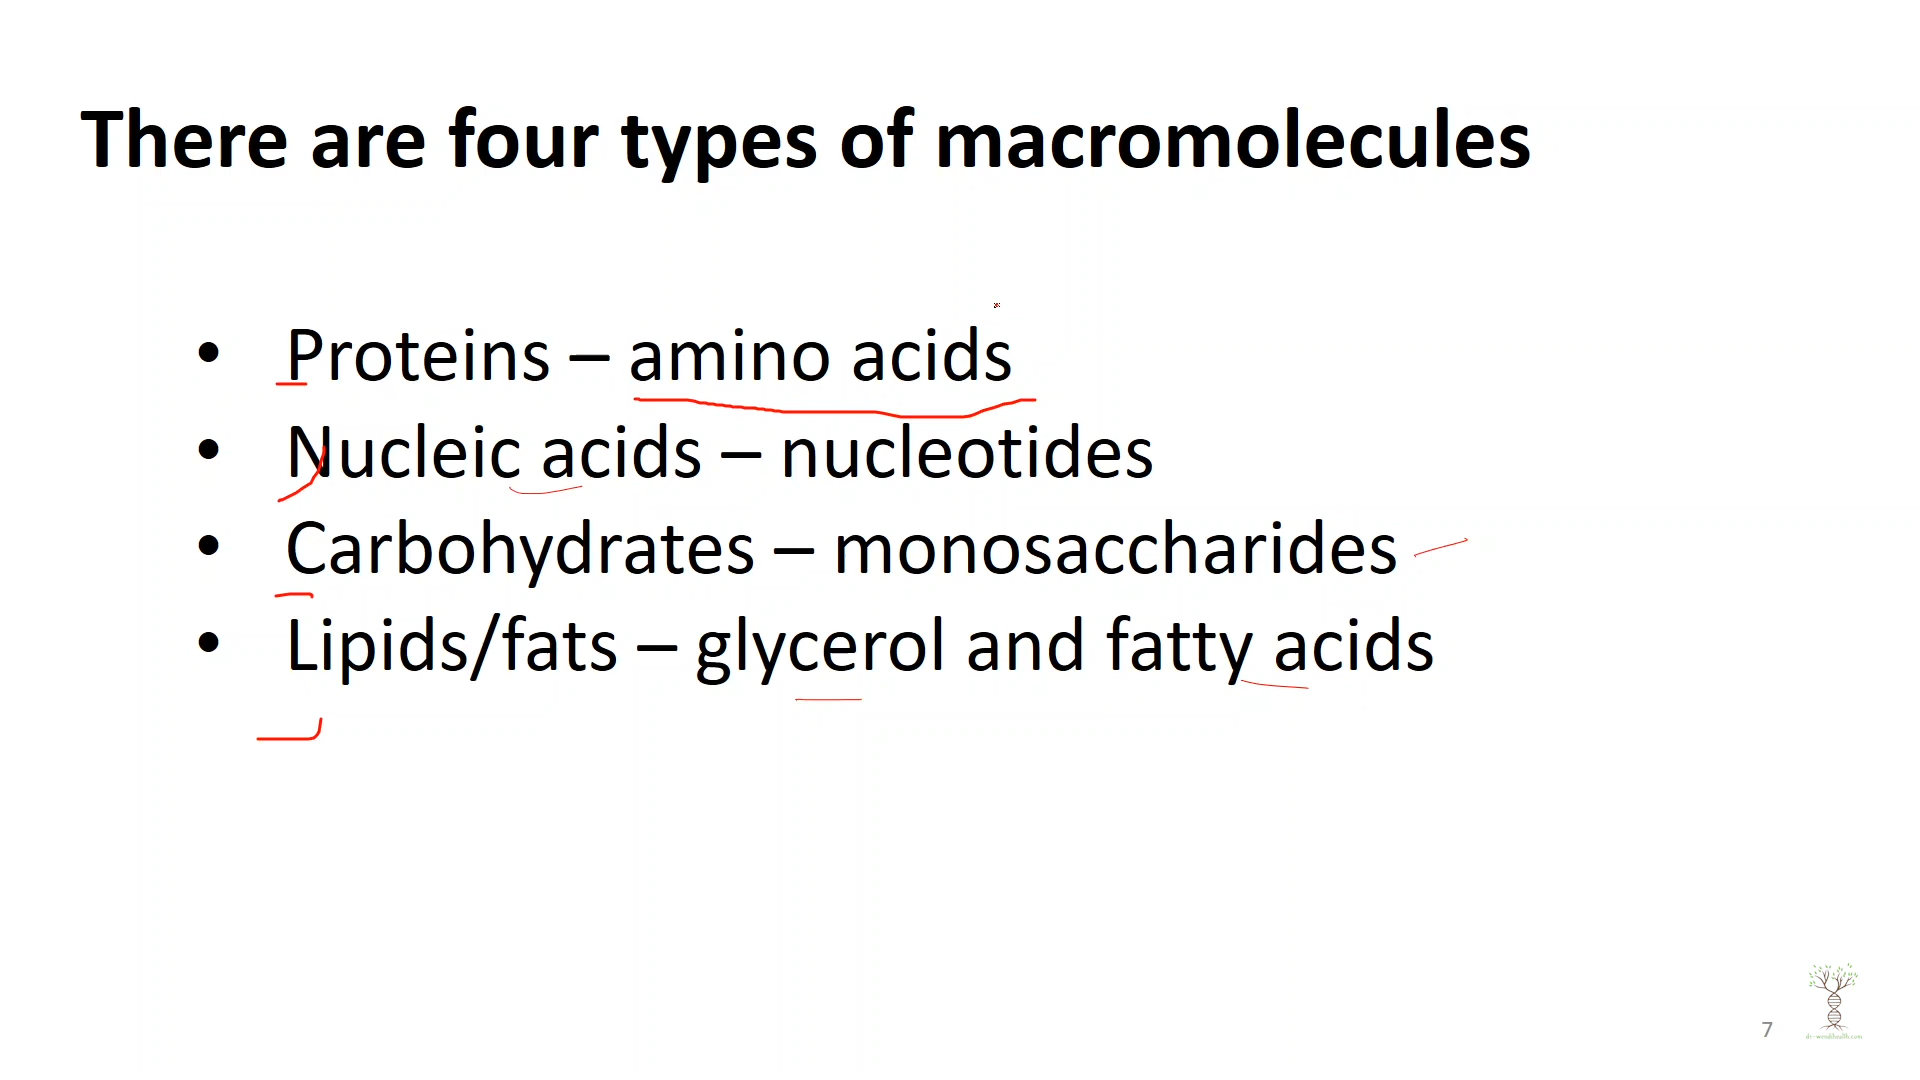 There are four types of macromolecules
• Proteins – amino acids
• Nucleic acids – nucleotides
• Carbohydrates – monosaccharides
• Lipids/fats – glycerol and fatty acids
7